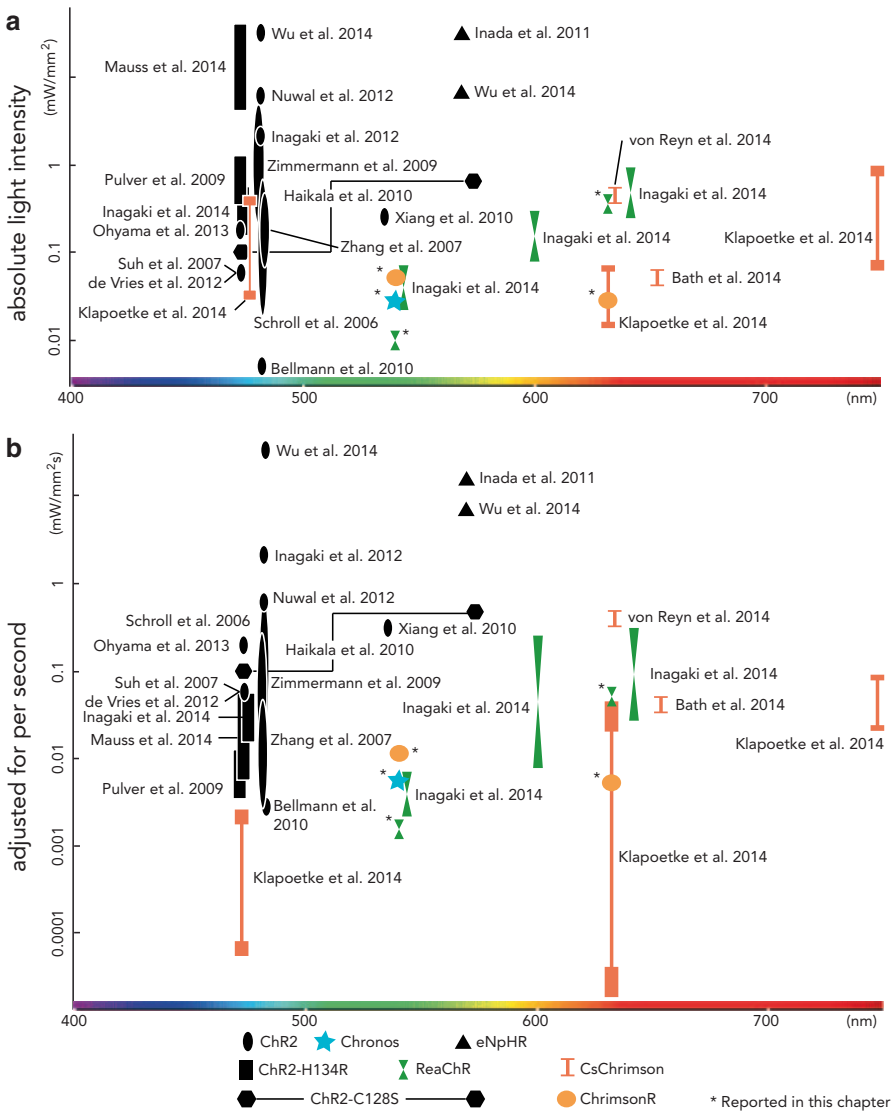 a
absolute light intensity
(mW/mm²)
1
0.1
0.01
Wu et al. 2014
Inada et al. 2011
Mauss et al. 2014
Nuwal et al. 2012
Wu et al. 2014
Inagaki et al. 2012
von Reyn et al. 2014
Pulver et al. 2009
Zimmermann et al. 2009
Haikala et al. 2010
*
Inagaki et al. 2014
Inagaki et al. 2014
Ohyama et al. 2013
Xiang et al. 2010
Zhang et al. 2007
Inagaki et al. 2014
Klapoetke et al. 2014
Suh et al. 2007
de Vries et al. 2012
*
*
Inagaki et al. 2014
Bath et al. 2014
*
Klapoetke et al. 2014
Schroll et al. 2006
Klapoetke et al. 2014
*
Bellmann et al. 2010
400
500
600
700
(nm)
b
adjusted for per second
(mW/mm²s)
1
0.1
0.01
0.001
0.0001
Wu et al. 2014
Inada et al. 2011
Wu et al. 2014
Inagaki et al. 2012
Nuwal et al. 2012
Schroll et al. 2006
von Reyn et al. 2014
Ohyama et al. 2013
Haikala et al. 2010
Xiang et al. 2010
Suh et al. 2007
de Vries et al. 2012
Zimmermann et al. 2009
*
Inagaki et al. 2014
Inagaki et al. 2014
Inagaki et al. 2014
Bath et al. 2014
Mauss et al. 2014
Zhang et al. 2007
*
Klapoetke et al. 2014
Pulver et al. 2009
*
Inagaki et al. 2014
*
Bellmann et al.
2010
*
Klapoetke et al. 2014
Klapoetke et al. 2014
400
500
600
700
(nm)
ChR2
Chronos
eNpHR
ChR2-H134R
ReaChR
CsChrimson
ChR2-C128S
ChrimsonR
* Reported in this chapter